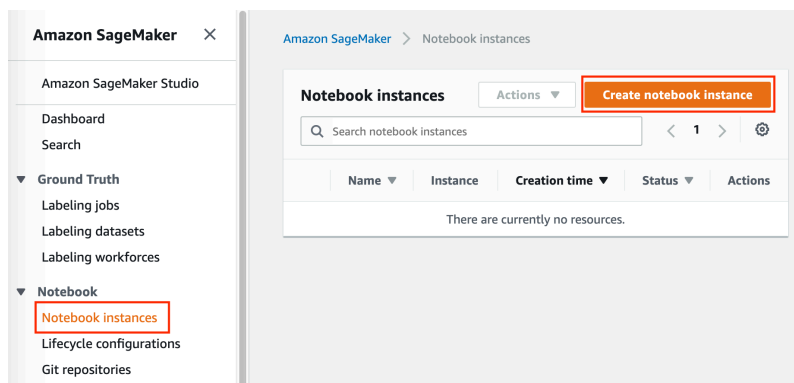 Amazon SageMaker
Amazon SageMaker Studio
Dashboard
Search
Ground Truth
Labeling jobs
Labeling datasets
Labeling workforces
Notebook
Notebook instances
Lifecycle configurations
Git repositories
Amazon SageMaker > Notebook instances
Notebook instances Actions Create notebook instance
Search notebook instances 1
Name Instance Creation time Status Actions
There are currently no resources.